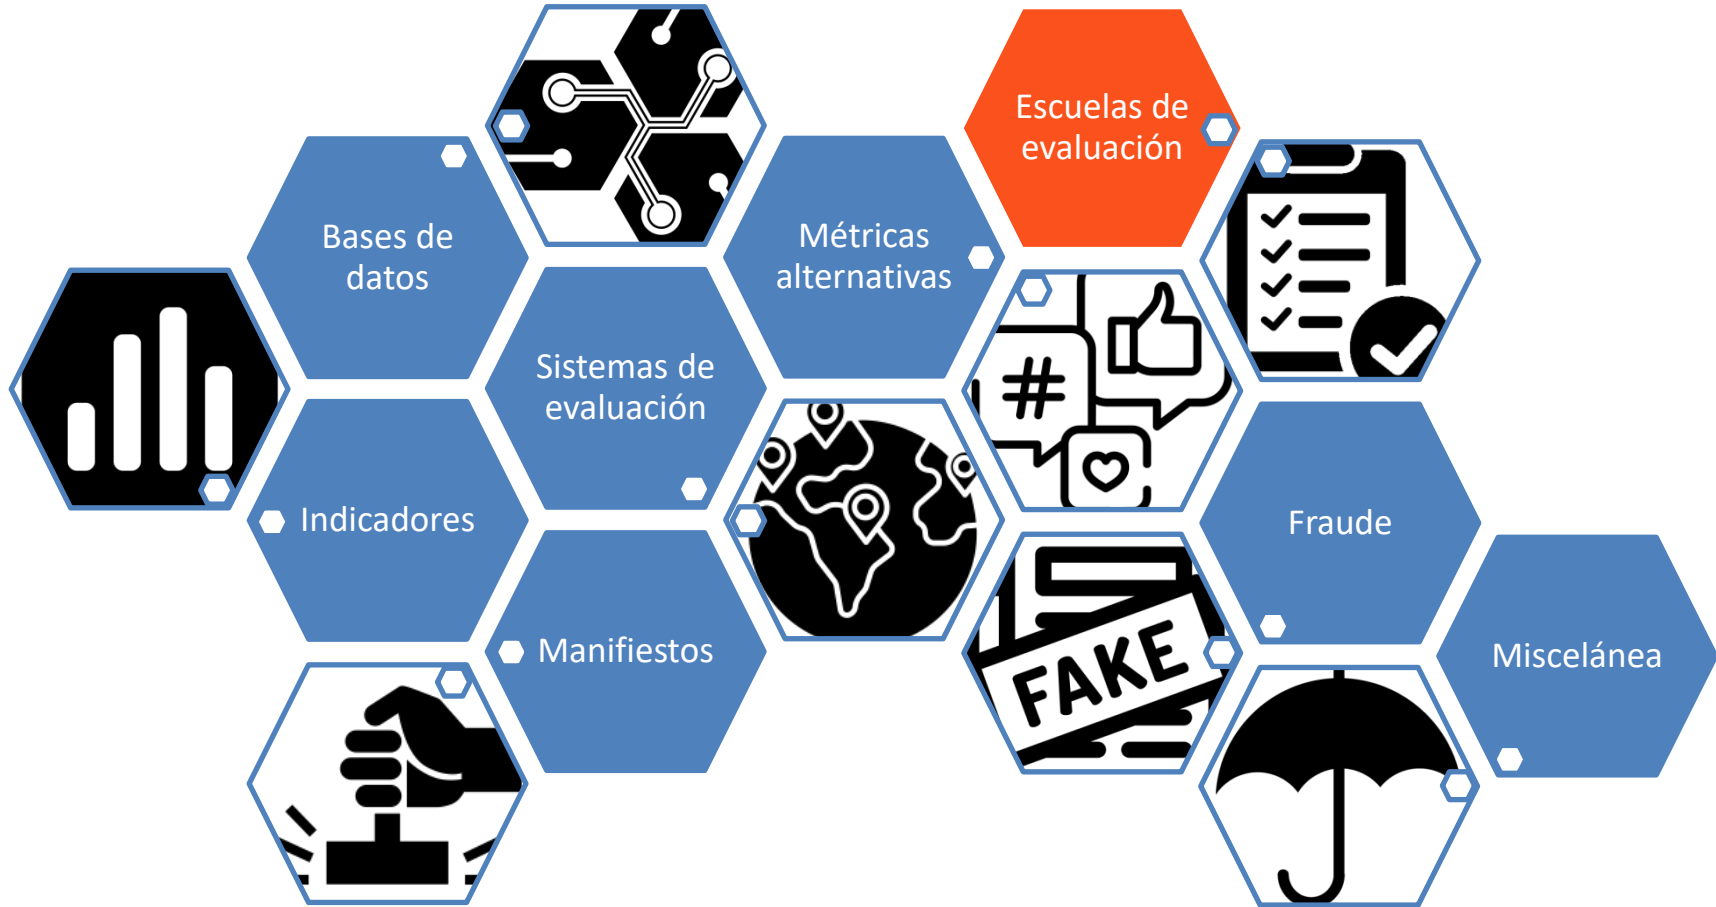 Escuelas de
evaluación
Bases de
datos
Métricas
alternativas
Sistemas de
evaluación
#
Indicadores
Fraude
Manifiestos
FAKE
Miscelánea